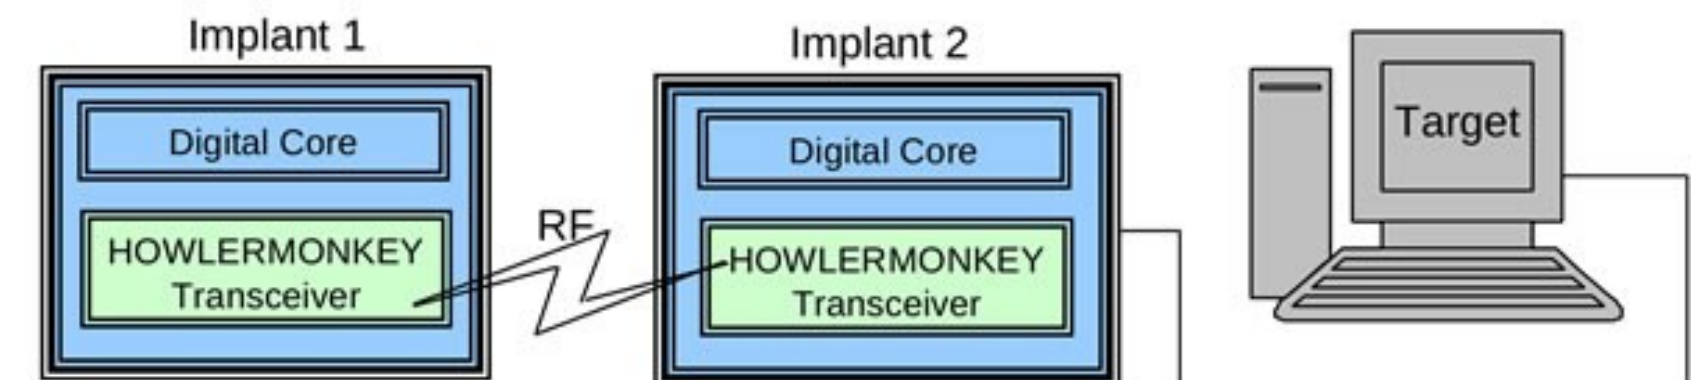 Implant 1
Digital Core
HOWLERMONKEY
Transceiver
RF
Implant 2
Digital Core
HOWLERMONKEY
Transceiver
Target